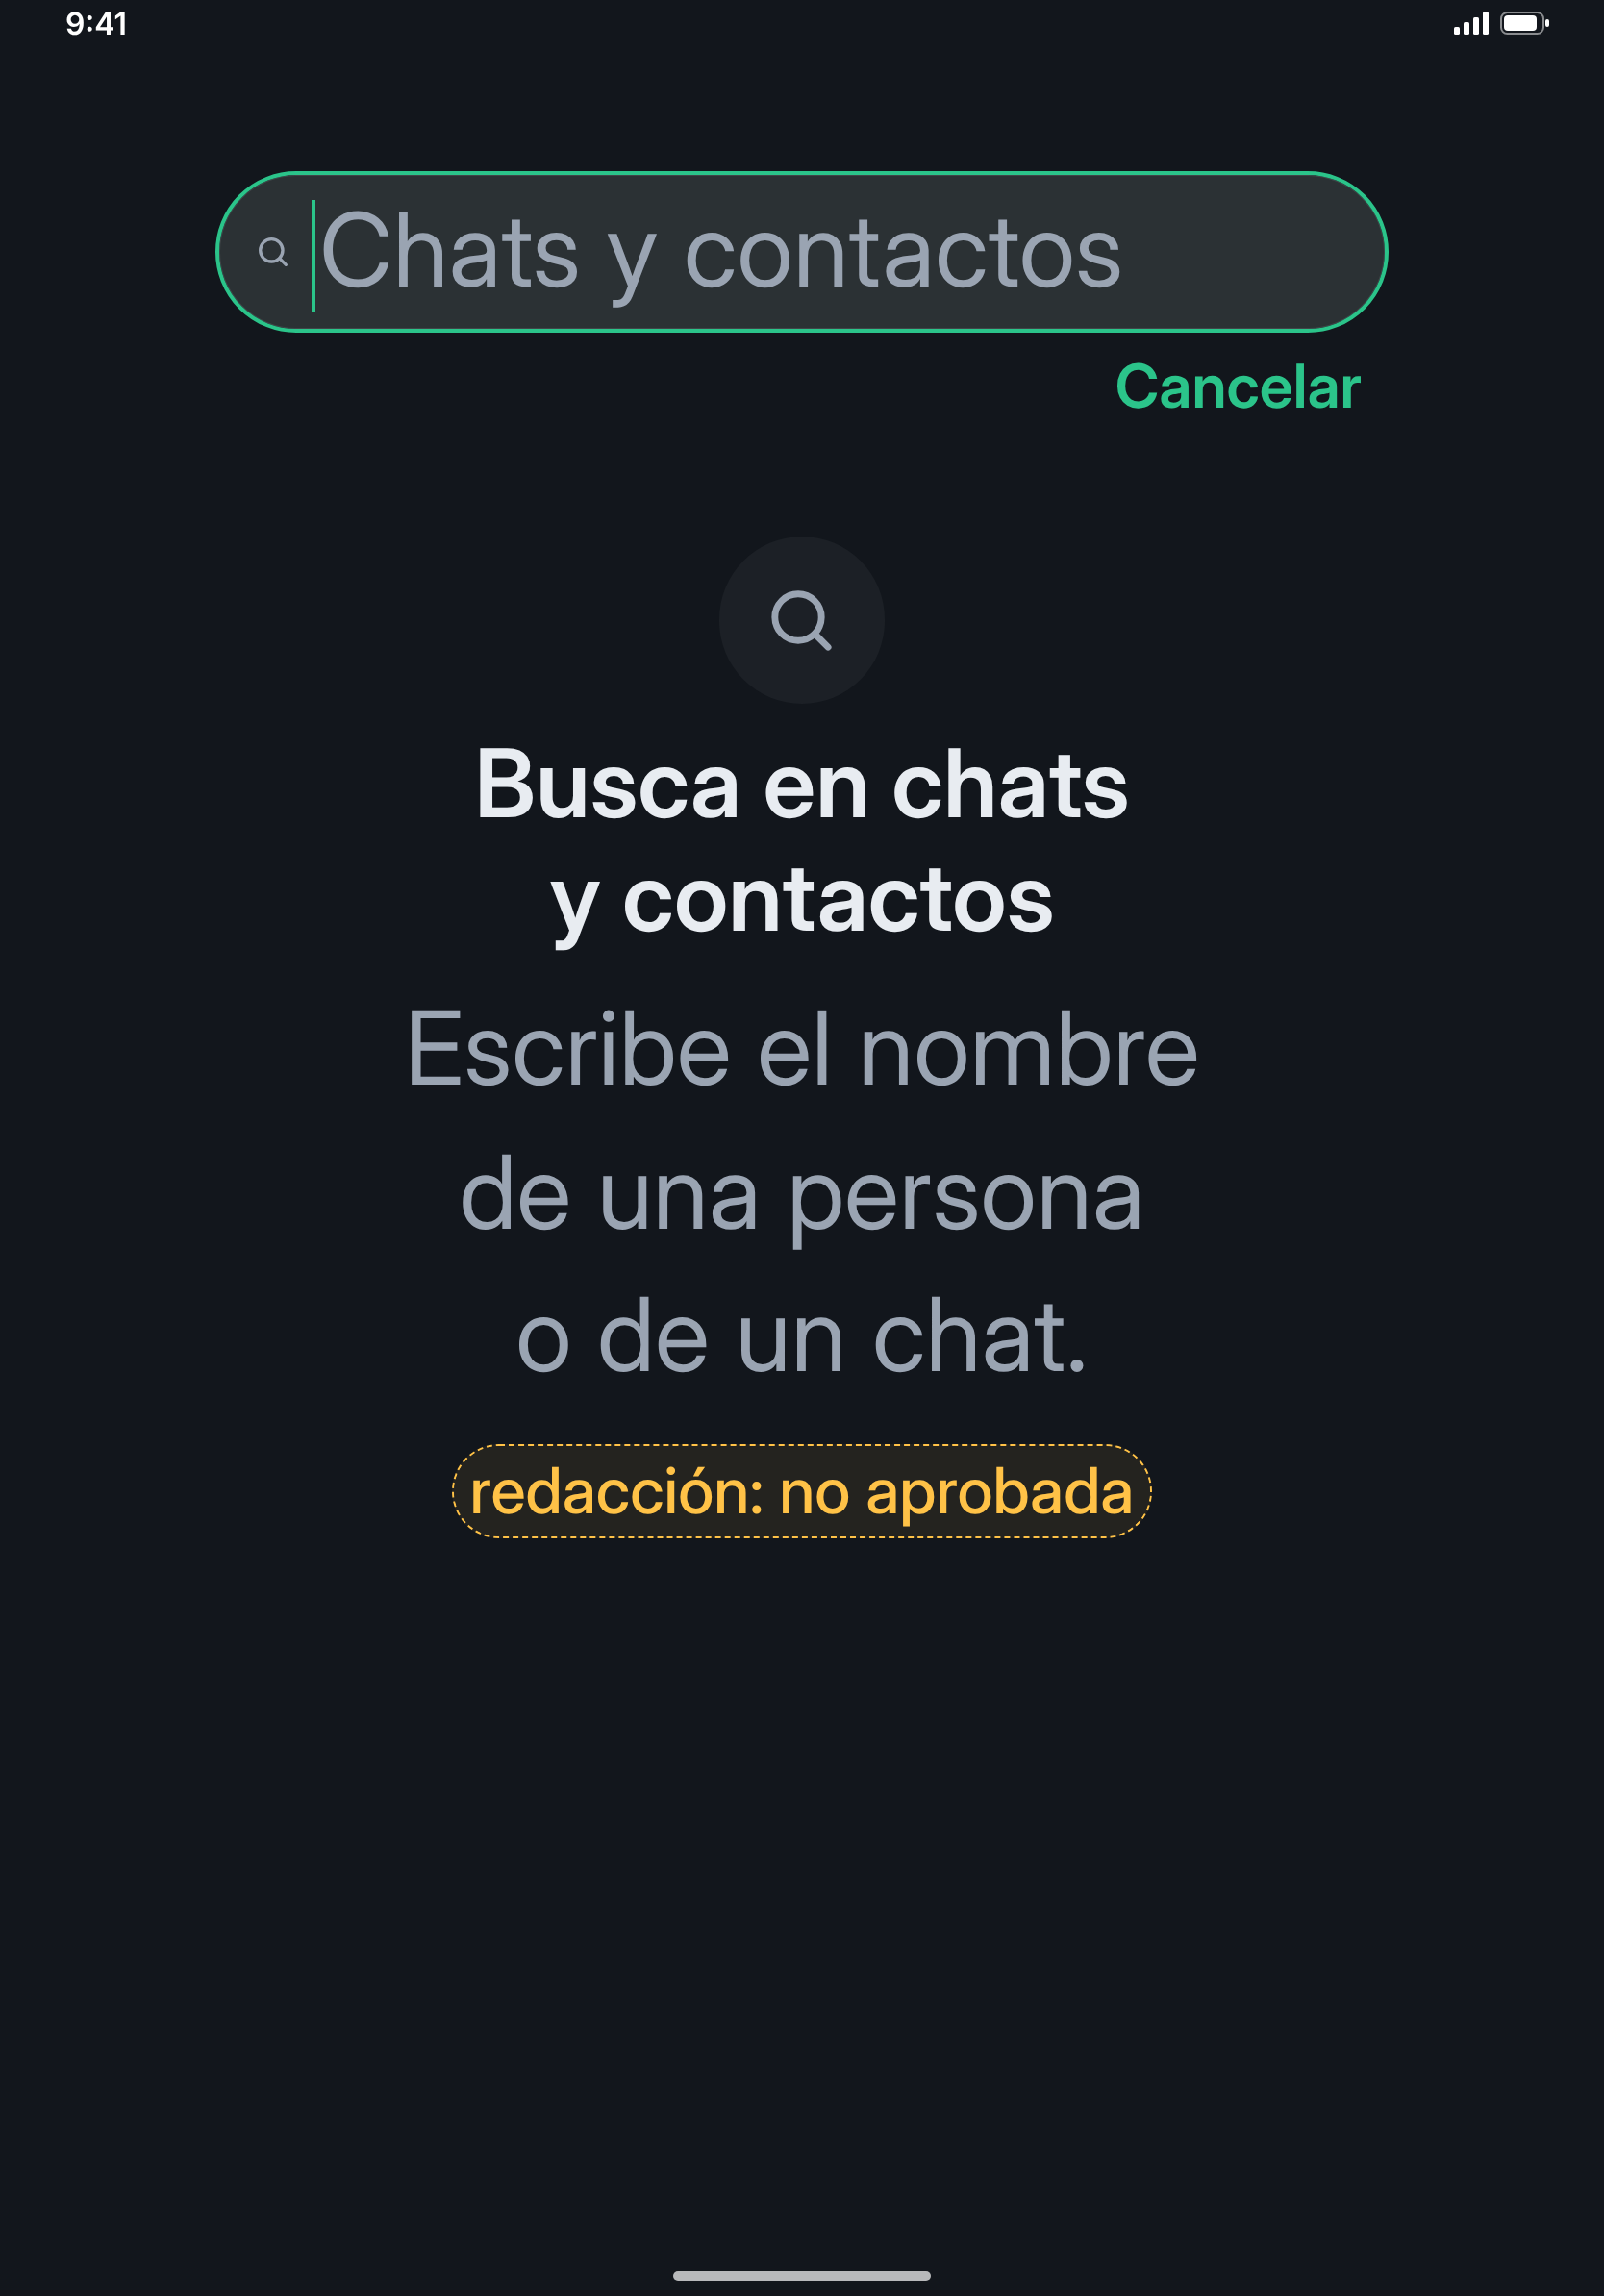 9:41
Chats y contactos
Cancelar
Busca en chats
y contactos
Escribe el nombre
de una persona
o de un chat.
redacción: no aprobada